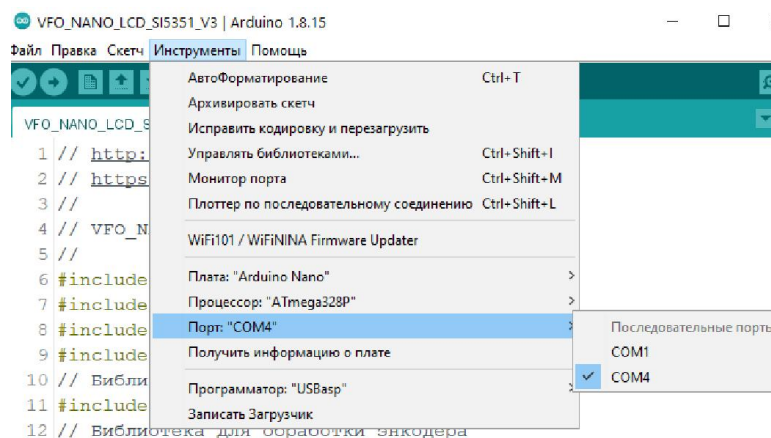 VFO_NANO_LCD_SI5351_V3 | Arduino 1.8.15
Файл Правка Скетч Инструменты Помощь
VFO_NANO_LCD_S
АвтоФорматирование Ctrl+T
Архивировать скетч
Исправить кодировку и перезагрузить
Управлять библиотеками... Ctrl+Shift+I
Монитор порта Ctrl+Shift+M
Плоттер по последовательному соединению Ctrl+Shift+L
WiFi101 / WiFiNINA Firmware Updater
Плата: "Arduino Nano"
Процессор: "ATmega328P"
Порт: "COM4"
Получить информацию о плате
Программатор: "USBasp"
Записать Загрузчик
Последовательные порты
COM1
COM4
1 // http:
2 // https
3 //
4 // VFO_N
5 //
6 #include
7 #include
8 #include
9 #include
10 // Библи
11 #include
12 // Библиотека для обработки энкодера